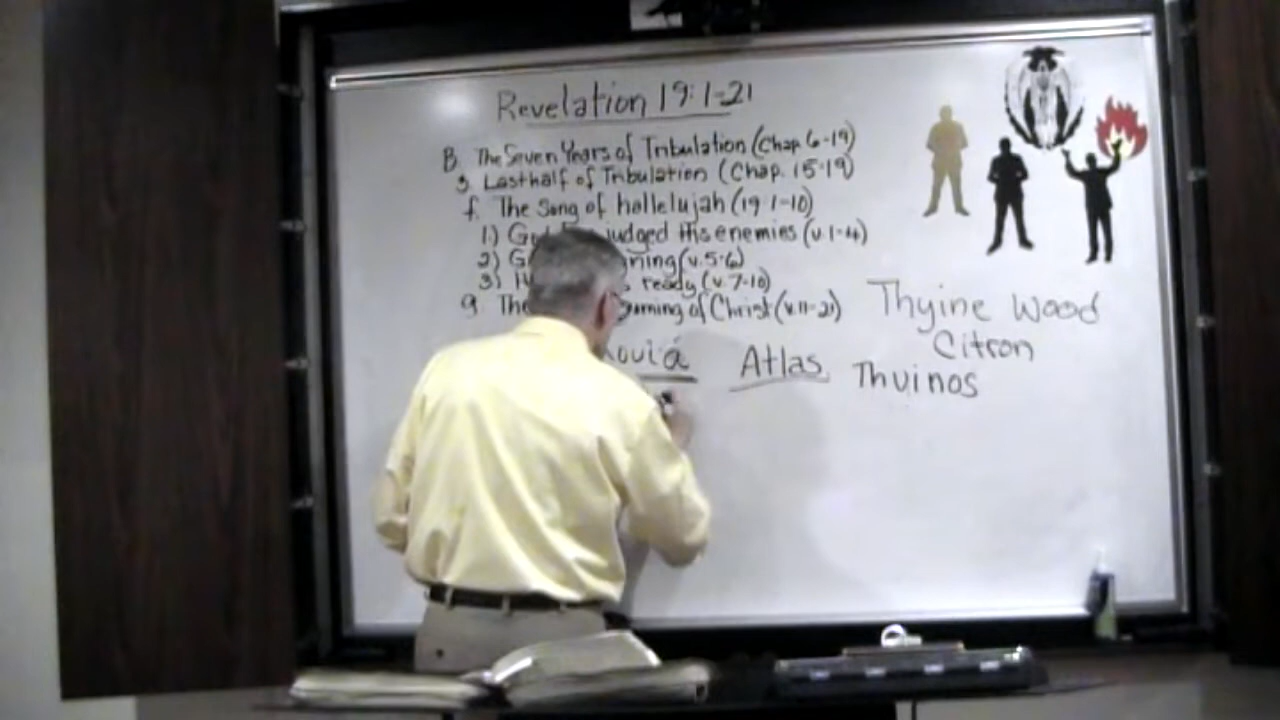 Revelation 19:1-21
B. The Seven Years of Tribulation (Chap. 6-19)
3. Last half of Tribulation (Chap. 15-19)
f. The Song of hallelujah (19:1-10)
1.) judged His enemies (v.1-4)
2) (v.5-6)
3) ready (v.7-10)
g. The Coming of Christ (v.11-21)
Thyine Wood
Citron
Atlas
Thuinos